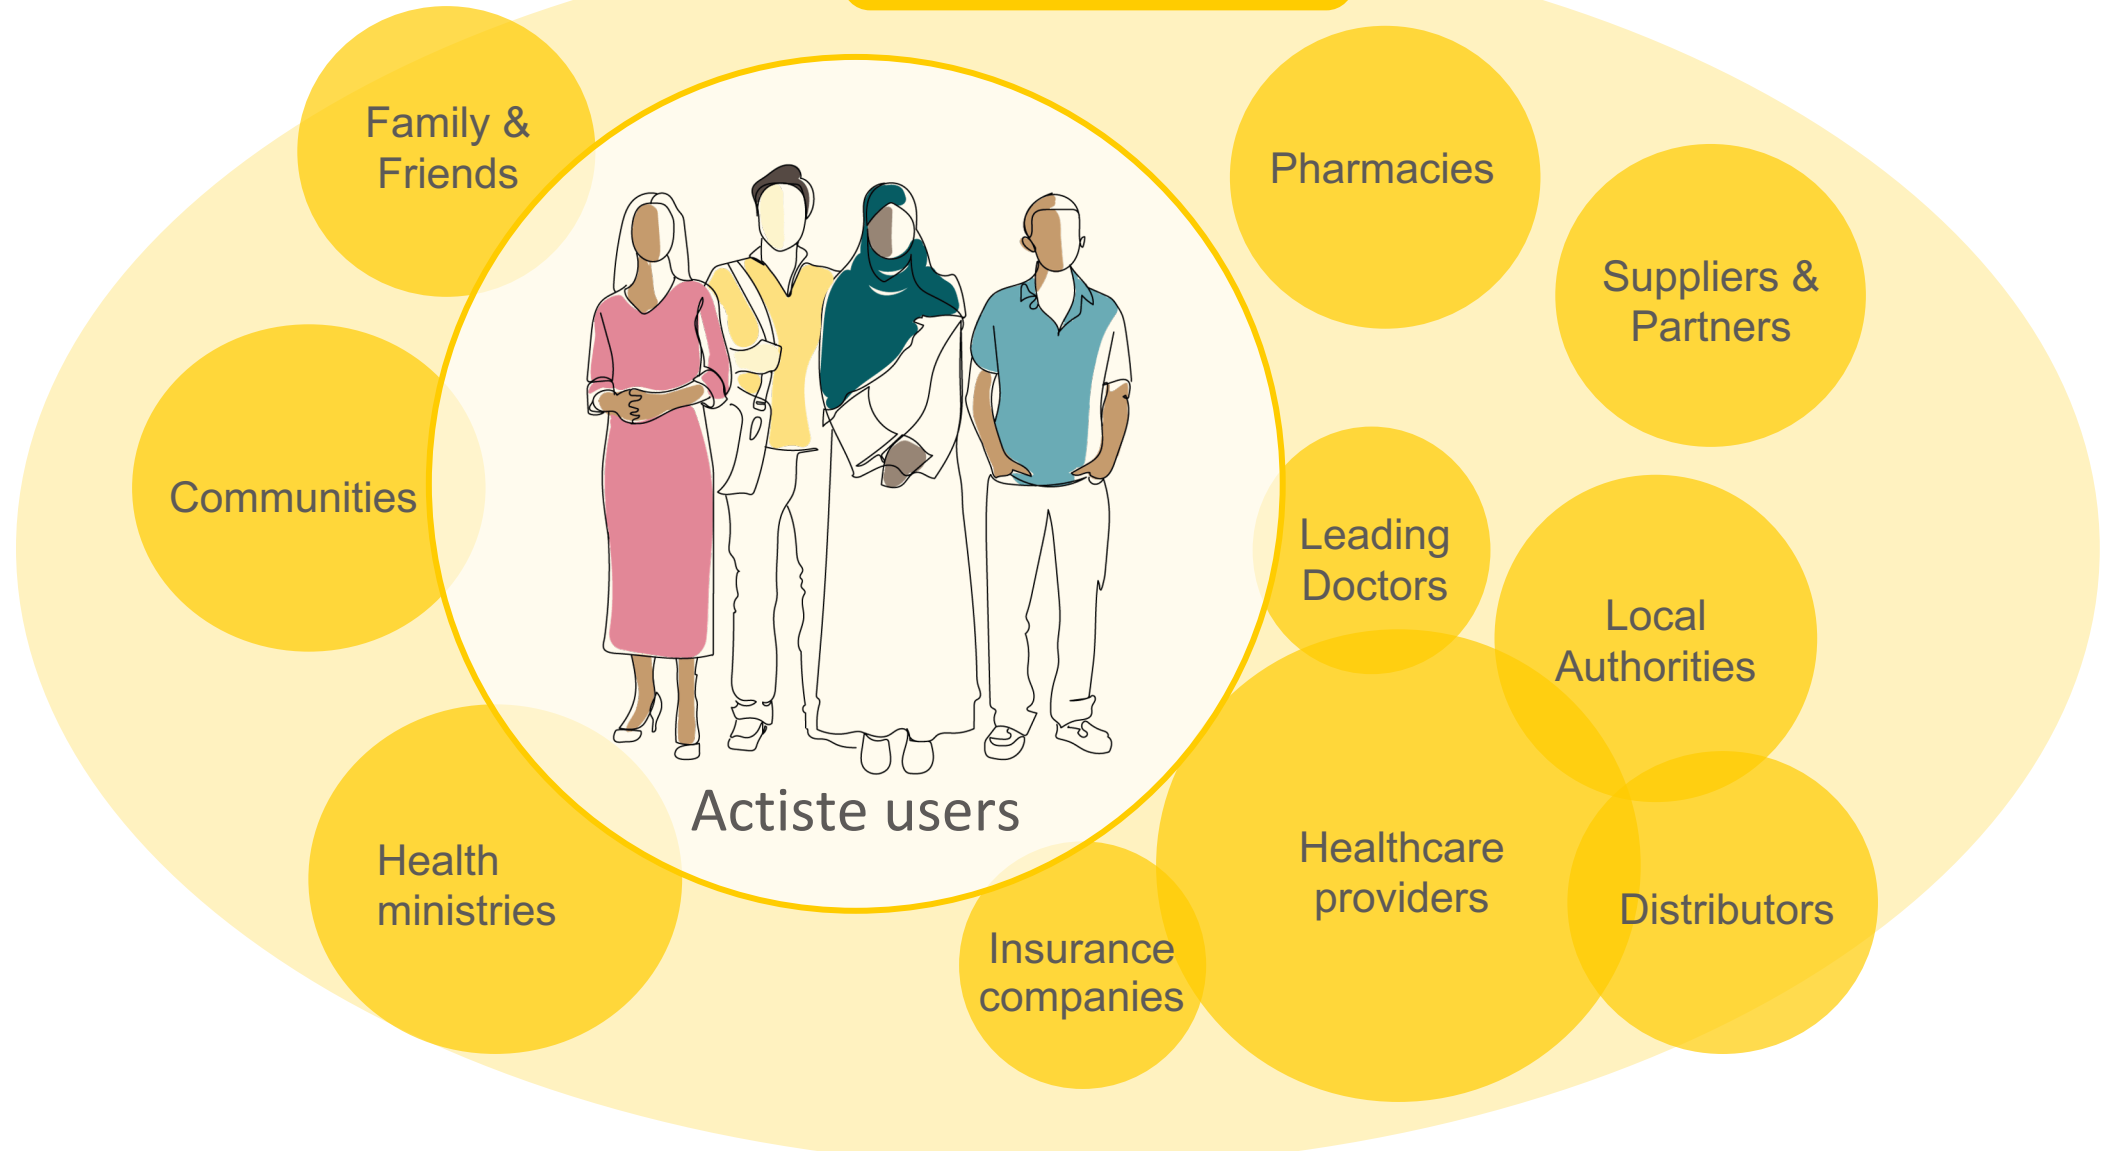 Family &
Friends
Pharmacies
Suppliers &
Partners
Communities
Leading
Doctors
Local
Authorities
Actiste users
Health
ministries
Healthcare
providers
Distributors
Insurance
companies